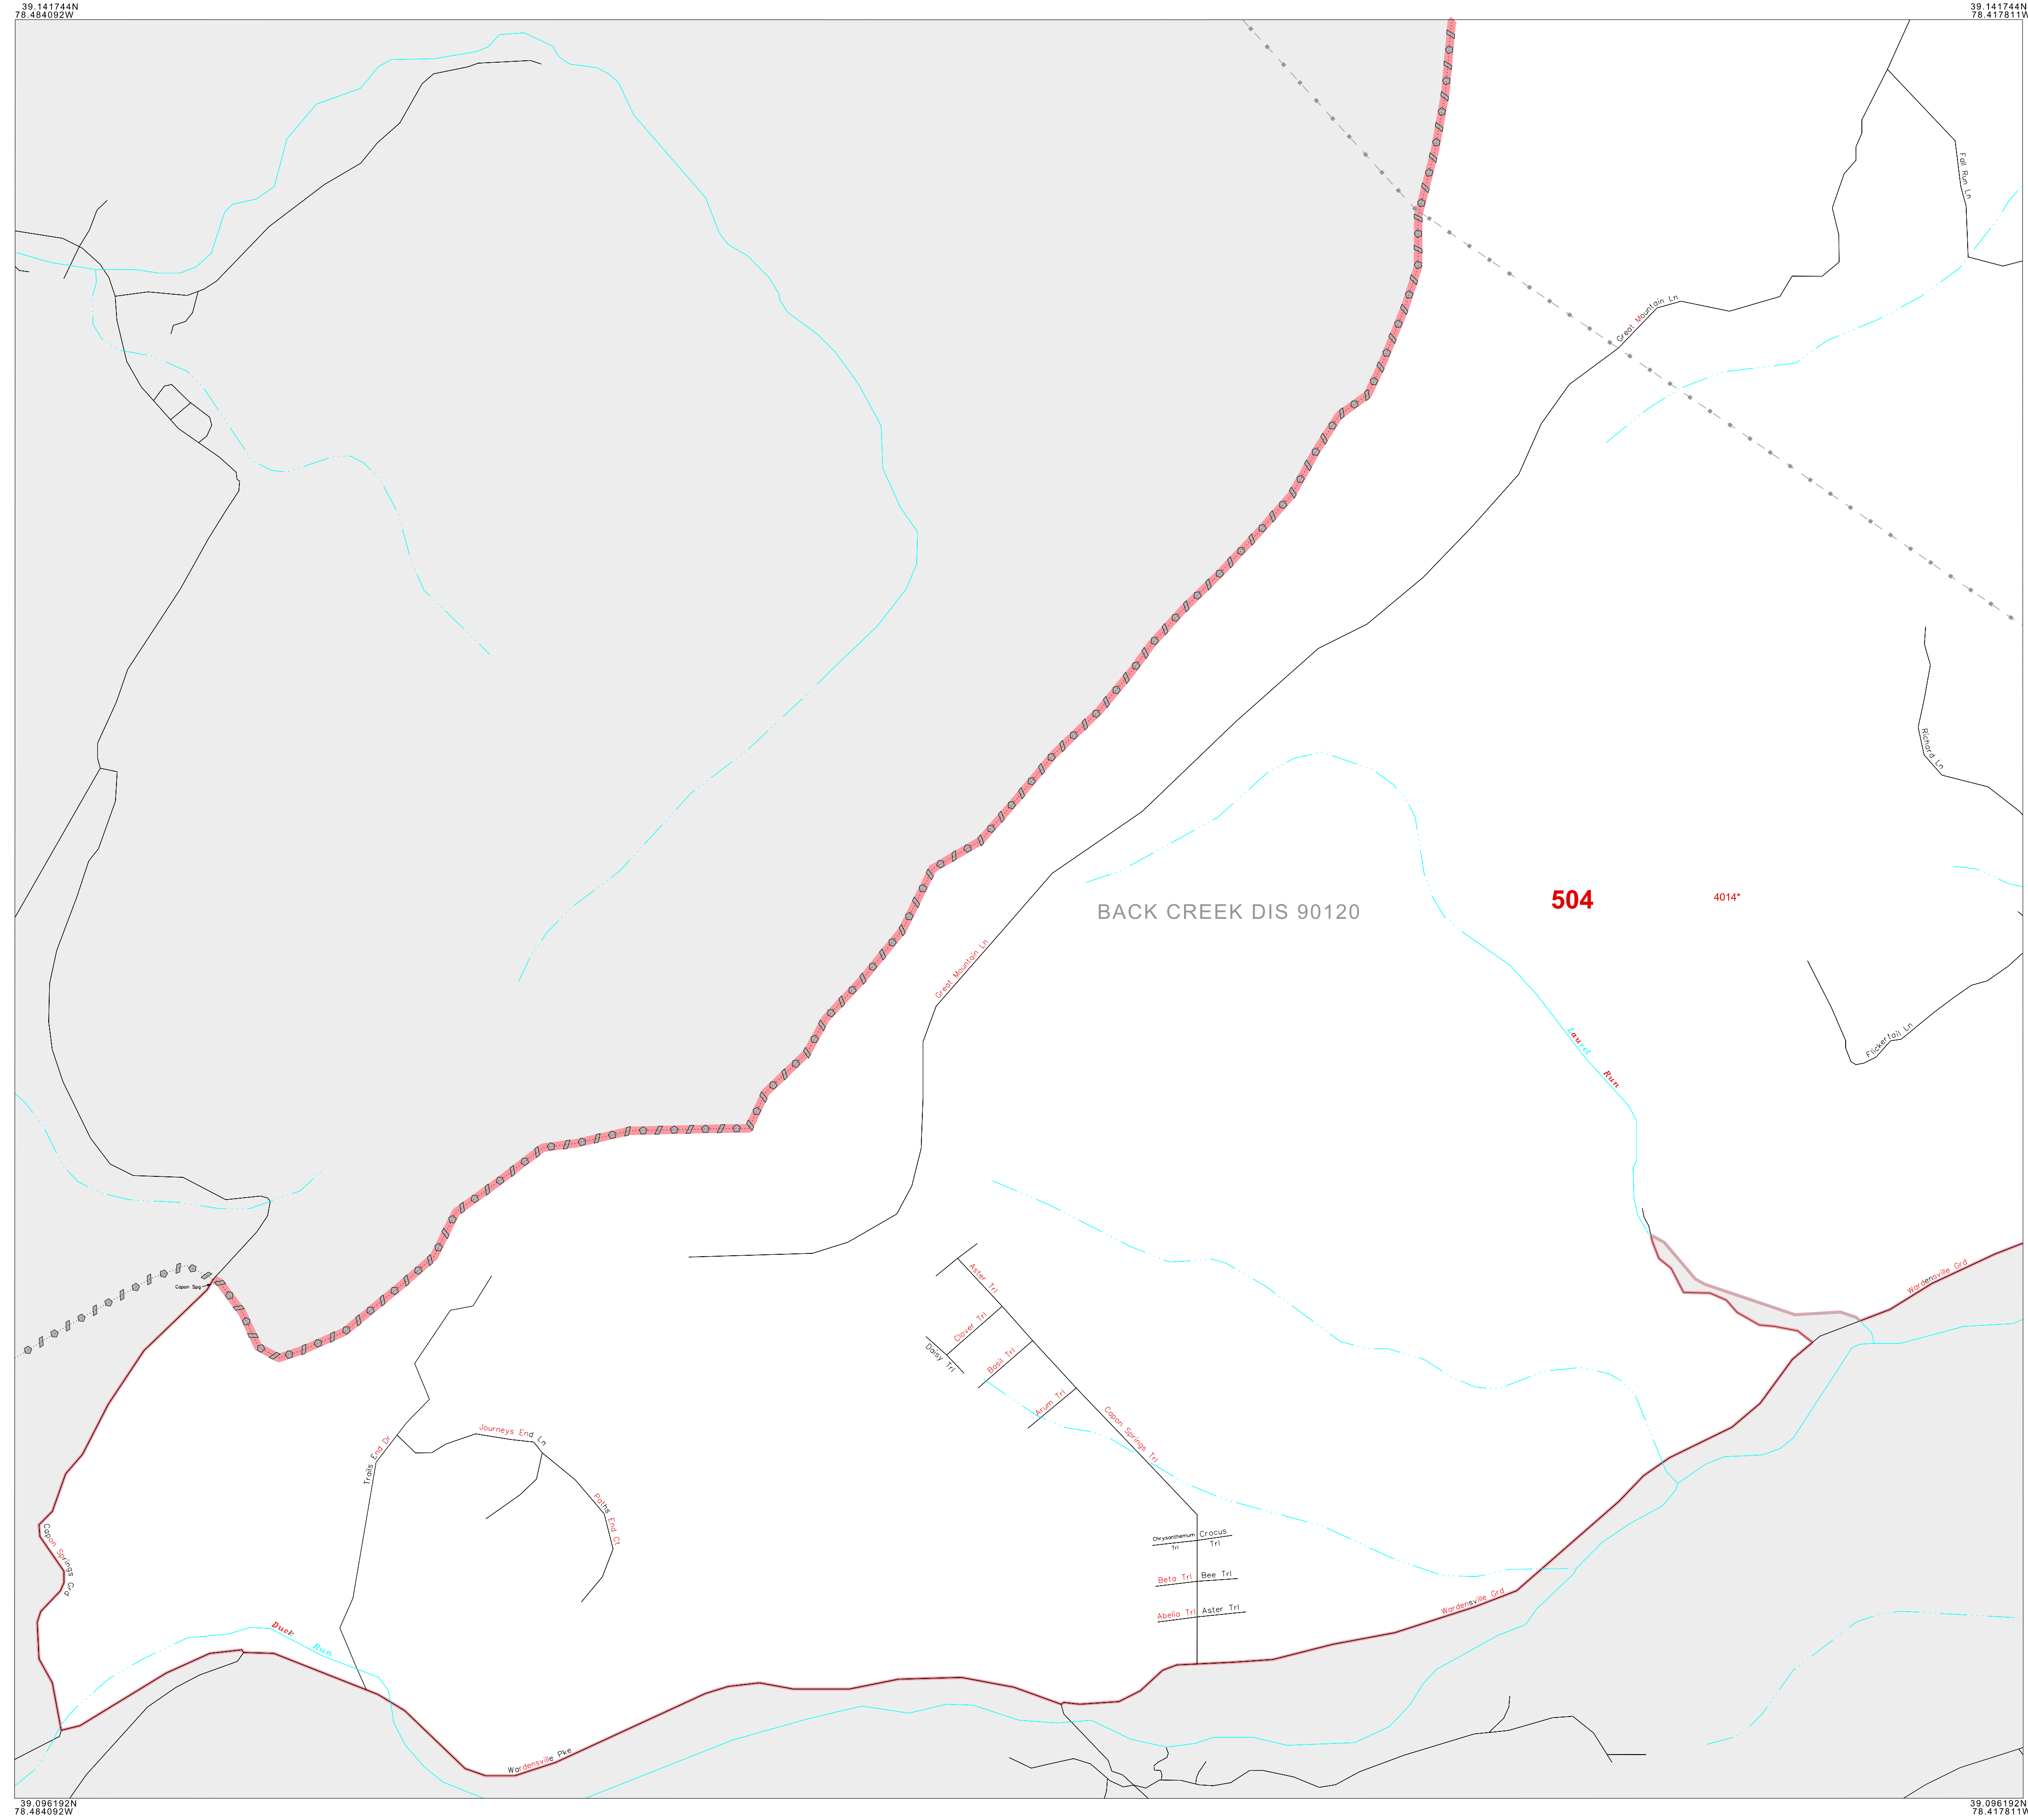 39.141744N
78.484092W
39.141744N
78.417811W
Fall Run Ln
Great Mountain Ln
Richard Ln
504
4014*
BACK CREEK DIS 90120
Great Mountain Ln
Laurel Run
Flickertail Ln
Capon Spg
Wardensville Grd
Aster Trl
Clover Trl
Daisy Trl
Basil Trl
Arum Trl
Capon Springs Trl
Journeys End Ln
Trails End Dr
Paths End Ct
Capon Springs Grd
Chrysanthemum
Trl
Crocus
Trl
Beta Trl
Bee Trl
Abelia Trl
Aster Trl
Wardensville Grd
Duck Run
Wardensville Pke
39.096192N
78.484092W
39.096192N
78.417811W